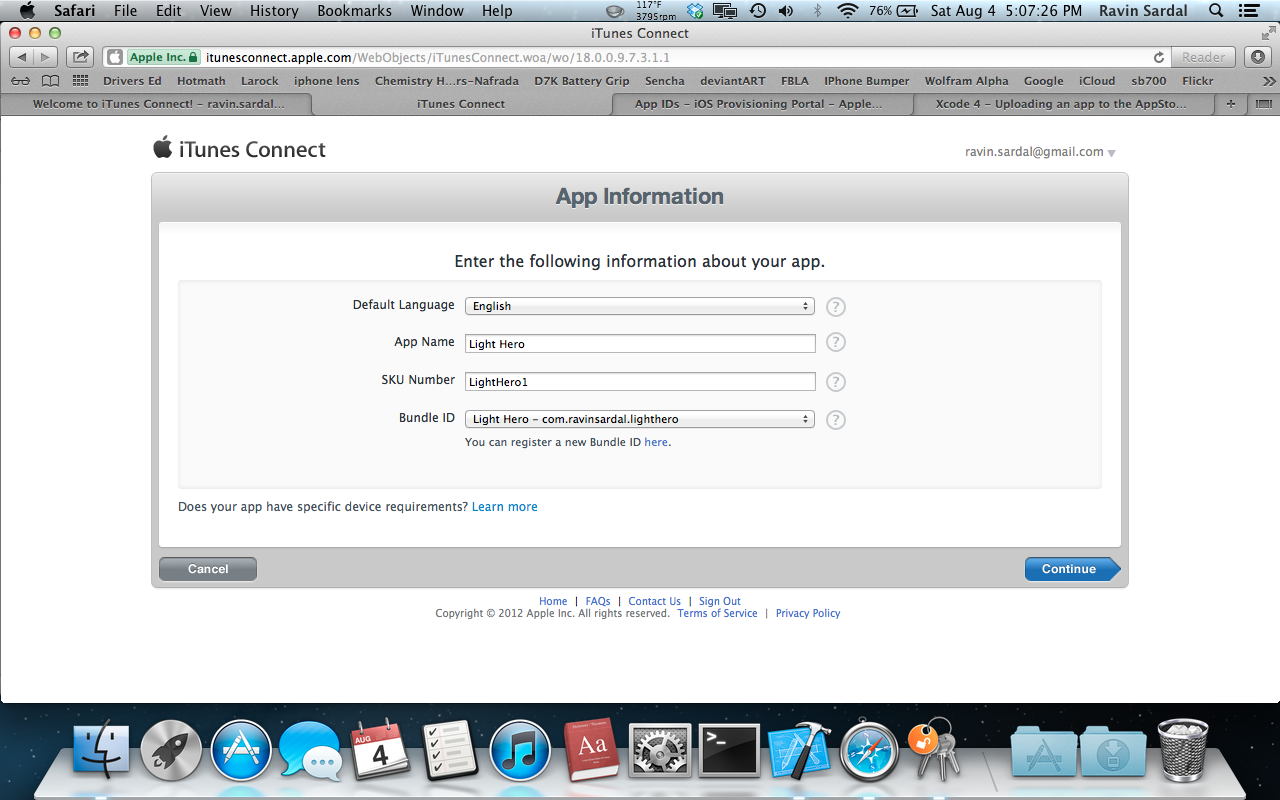 Safari File Edit View History Bookmarks Window Help 117°F 3795rpm 76% Sat Aug 4 5:07:26 PM Ravin Sardal
iTunes Connect
Apple Inc. itunesconnect.apple.com/WebObjects/iTunesConnect.woa/wo/18.0.0.9.7.3.1.1 Reader
Drivers Ed Hotmath Larock iphone lens Chemistry H...rs-Nafrada D7K Battery Grip Sencha deviantART FBLA IPhone Bumper Wolfram Alpha Google iCloud sb700 Flickr
Welcome to iTunes Connect! – ravin.sardal... iTunes Connect App IDs – iOS Provisioning Portal – Apple... Xcode 4 – Uploading an app to the AppSto...
iTunes Connect
ravin.sardal@gmail.com
App Information
Enter the following information about your app.
Default Language English ?
App Name Light Hero ?
SKU Number LightHero1 ?
Bundle ID Light Hero – com.ravinsardal.lighthero ?
You can register a new Bundle ID here.
Does your app have specific device requirements? Learn more
Cancel Continue
Home | FAQs | Contact Us | Sign Out
Copyright © 2012 Apple Inc. All rights reserved. Terms of Service | Privacy Policy
AUG
4
Aa
>_